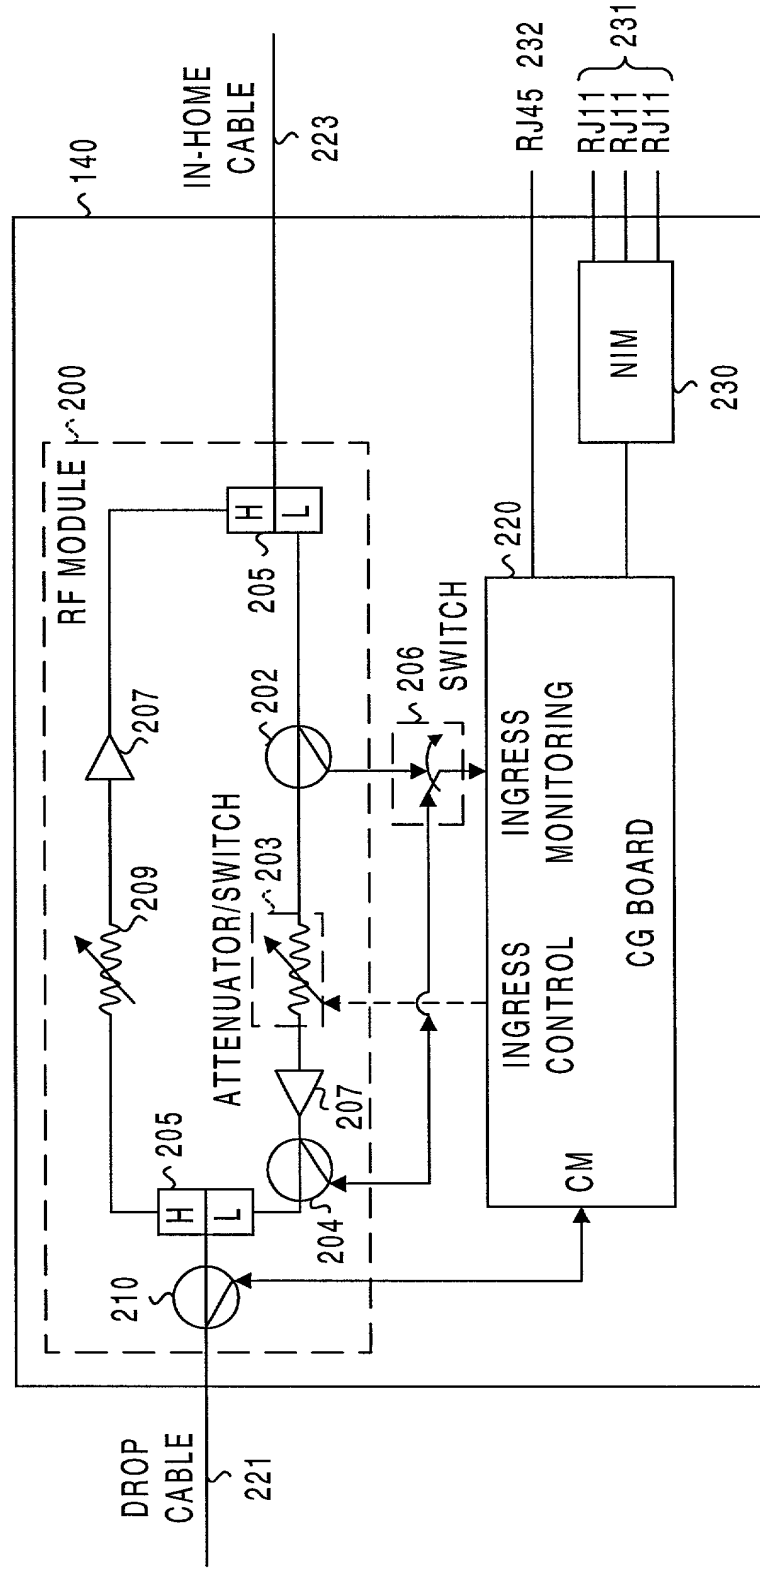 140
200
RF MODULE
IN-HOME
CABLE
223
207
209
H
L
205
205
H
L
210
202
ATTENUATOR/SWITCH
203
207
204
DROP
CABLE
221
206
SWITCH
220
INGRESS
MONITORING
INGRESS
CONTROL
CM
CG BOARD
RJ45 232
RJ11
RJ11
RJ11
231
NIM
230